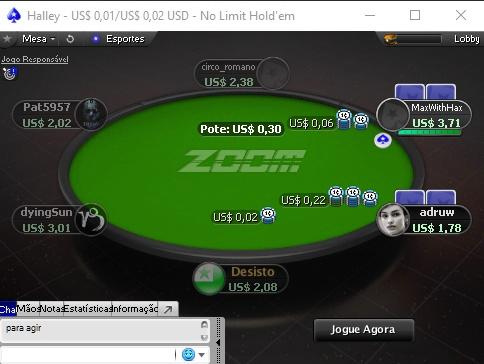 Halley - US$ 0,01/US$ 0,02 USD - No Limit Hold'em
Mesa
Esportes
Lobby
Jogo Responsável
circo_romano
US$ 2,38
Pat5957
US$ 2,02
MaxWithHax
US$ 3,71
Pote: US$ 0,30
US$ 0,06
ZOOM
US$ 0,22
US$ 0,02
dyingSun
US$ 3,01
adruw
US$ 1,78
Desisto
US$ 2,08
Cha Mãos Notas Estatísticas Informação
para agir
Jogue Agora